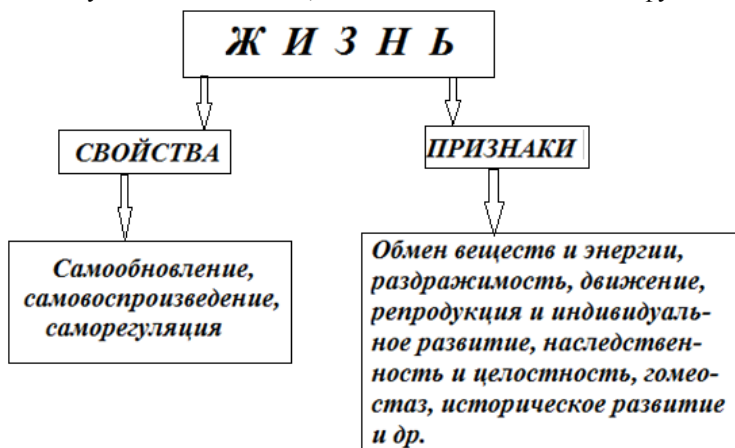 Ж И З Н Ь
СВОЙСТВА
ПРИЗНАКИ
Самообновление,
самовоспроизведение,
саморегуляция
Обмен веществ и энергии,
раздражимость, движение,
репродукция и индивидуаль-
ное развитие, наследствен-
ность и целостность, гомео-
стаз, историческое развитие
и др.